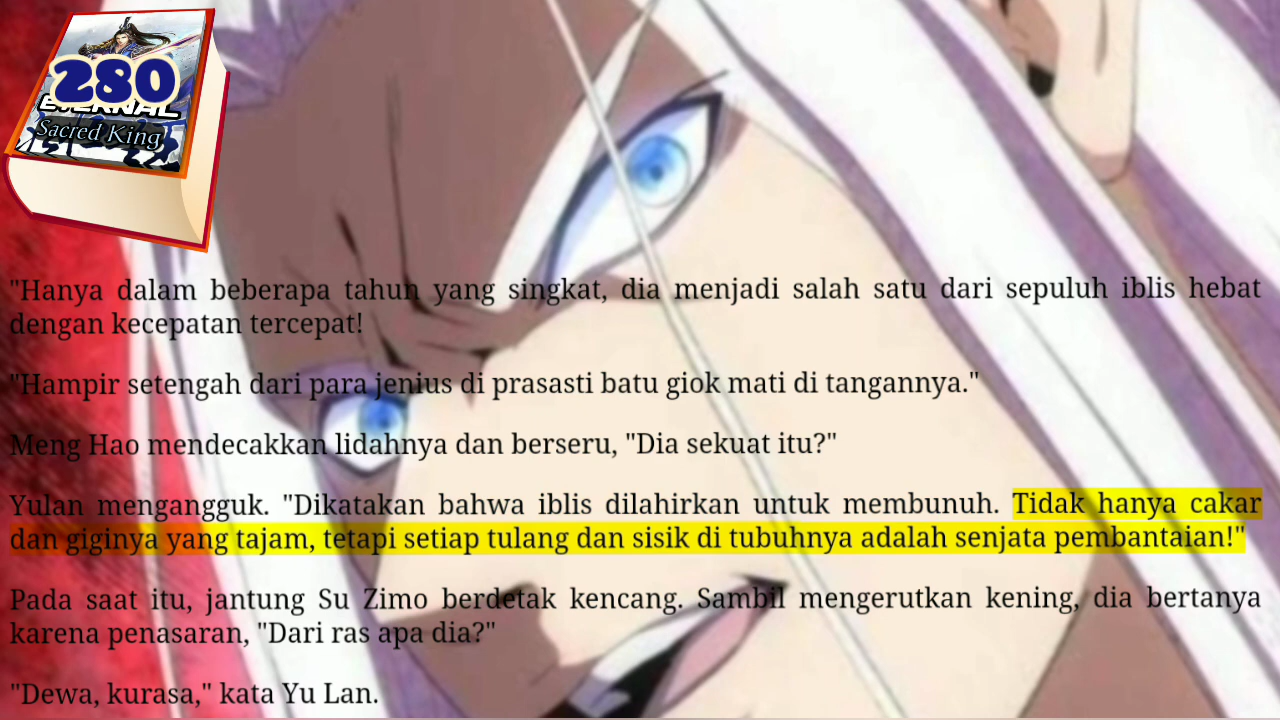 280
ETERNAL
Sacred King
"Hanya dalam beberapa tahun yang singkat, dia menjadi salah satu dari sepuluh iblis hebat
dengan kecepatan tercepat!
"Hampir setengah dari para jenius di prasasti batu giok mati di tangannya."
Meng Hao mendecakkan lidahnya dan berseru, "Dia sekuat itu?"
Yulan mengangguk. "Dikatakan bahwa iblis dilahirkan untuk membunuh. Tidak hanya cakar
dan giginya yang tajam, tetapi setiap tulang dan sisik di tubuhnya adalah senjata pembantaian!"
Pada saat itu, jantung Su Zimo berdetak kencang. Sambil mengerutkan kening, dia bertanya
karena penasaran, "Dari ras apa dia?"
"Dewa, kurasa," kata Yu Lan.